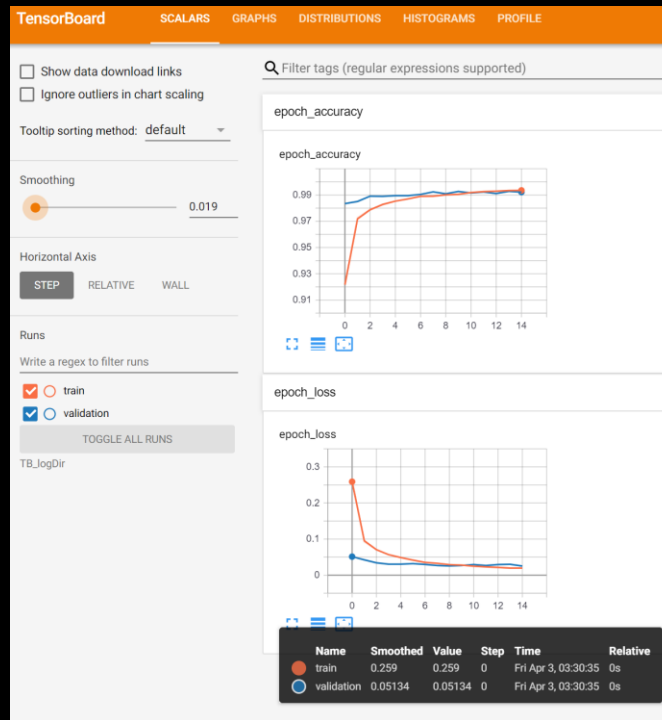 TensorBoard SCALARS GRAPHS DISTRIBUTIONS HISTOGRAMS PROFILE
Show data download links
Ignore outliers in chart scaling
Tooltip sorting method: default
Smoothing
0.019
Horizontal Axis
STEP RELATIVE WALL
Runs
Write a regex to filter runs
train
validation
TOGGLE ALL RUNS
TB_logDir
Filter tags (regular expressions supported)
epoch_accuracy
epoch_accuracy
0.99
0.97
0.95
0.93
0.91
0 2 4 6 8 10 12 14
epoch_loss
epoch_loss
0.3
0.2
0.1
0
0 2 4 6 8 10 12 14
Name Smoothed Value Step Time Relative
train 0.259 0.259 0 Fri Apr 3, 03:30:35 0s
validation 0.05134 0.05134 0 Fri Apr 3, 03:30:35 0s